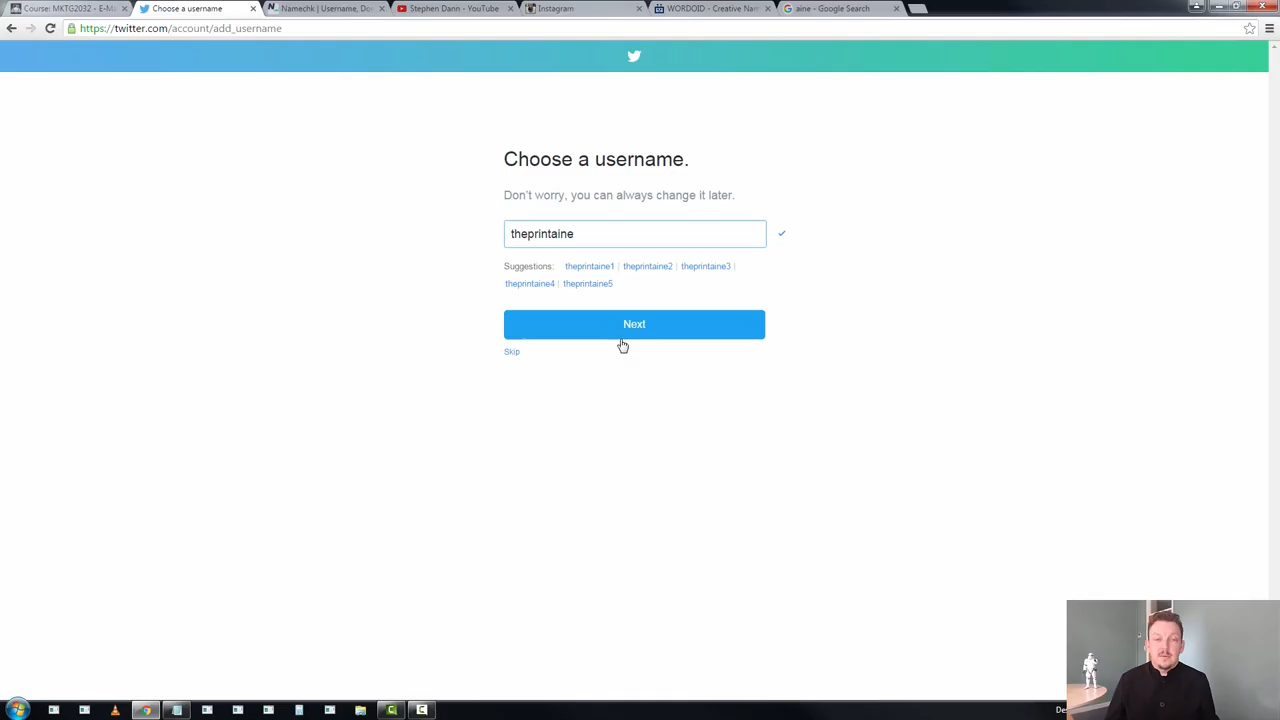 Course: MKTG2032 - E-Ma
Choose a username
Namechk | Username, Do
Stephen Dann - YouTube
Instagram
WORDOID - Creative Nam
aine - Google Search
https://twitter.com/account/add_username
Choose a username.
Don't worry, you can always change it later.
theprintaine
Suggestions: theprintaine1 | theprintaine2 | theprintaine3 |
theprintaine4 | theprintaine5
Next
Skip